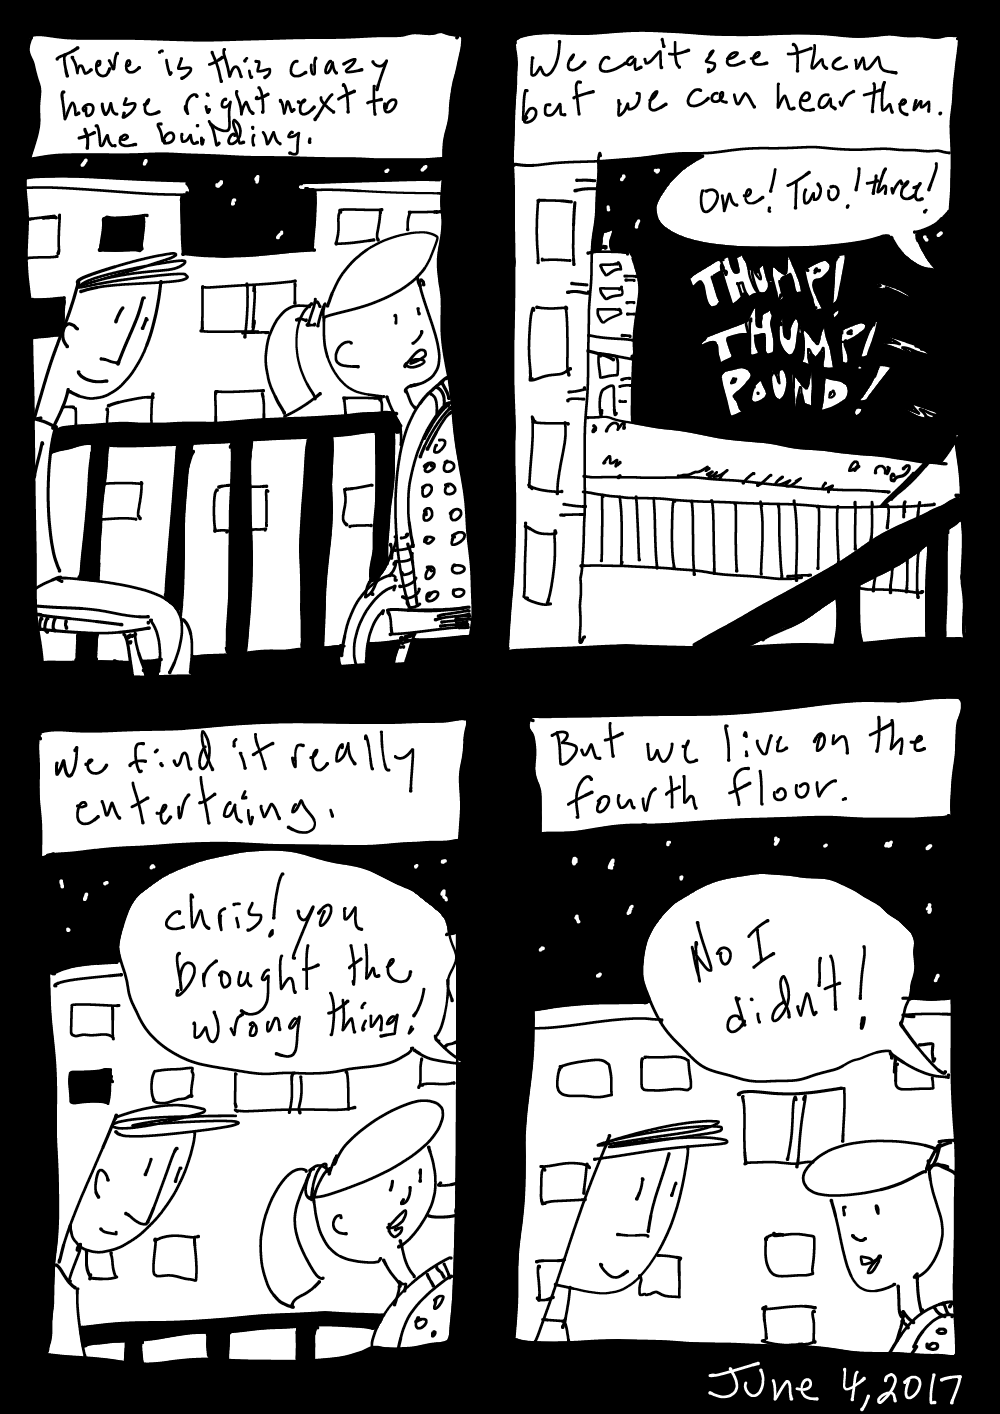 There is this crazy
house right next to
the building.
We can't see them
but we can hear them.
One! Two! three!
THUMP!
THUMP!
POUND!
We find it really
entertaing.
chris! you
brought the
wrong thing!
But we live on the
fourth floor.
No I
didn't!
June 4, 2017